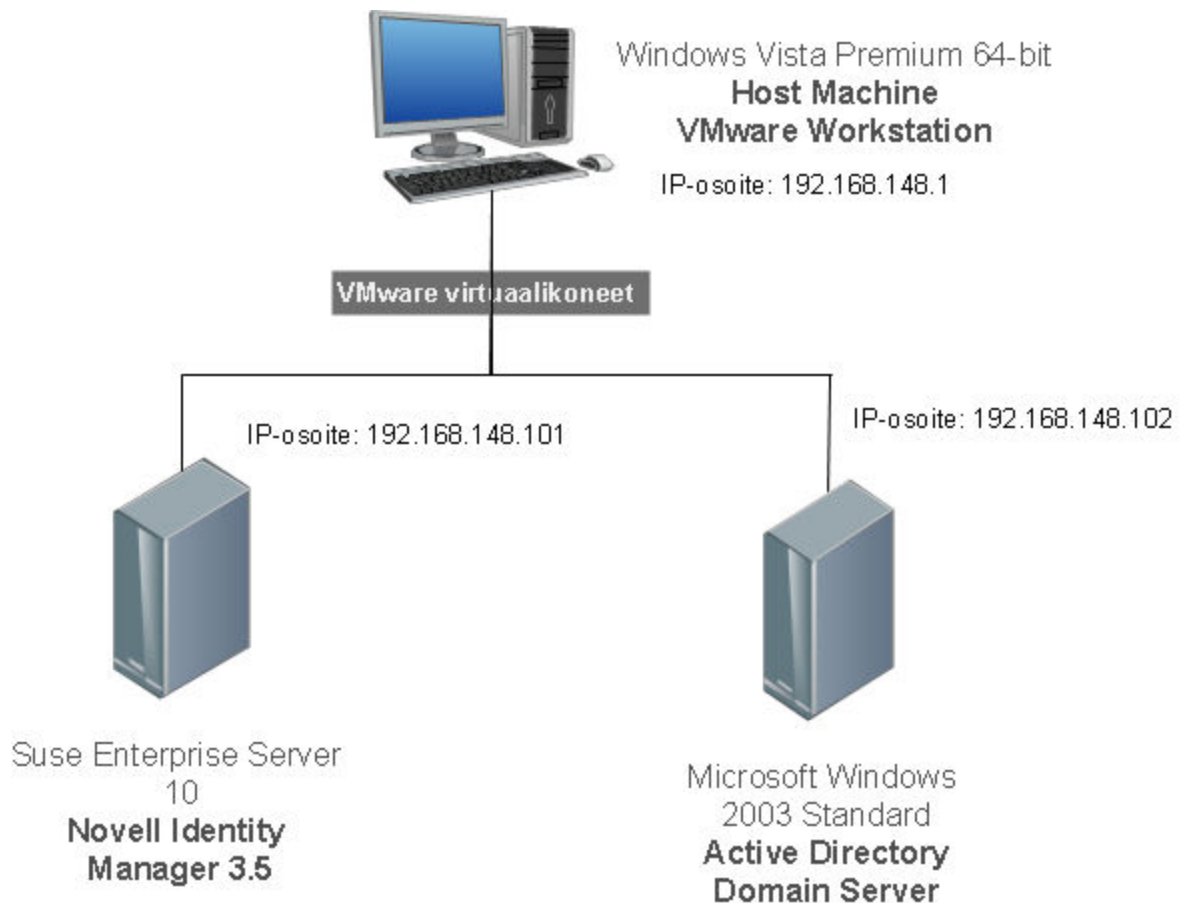 Windows Vista Premium 64-bit
Host Machine
VMware Workstation
IP-osoite: 192.168.148.1
VMware virtuaalikoneet
IP-osoite: 192.168.148.101
IP-osoite: 192.168.148.102
Suse Enterprise Server
10
Novell Identity
Manager 3.5
Microsoft Windows
2003 Standard
Active Directory
Domain Server